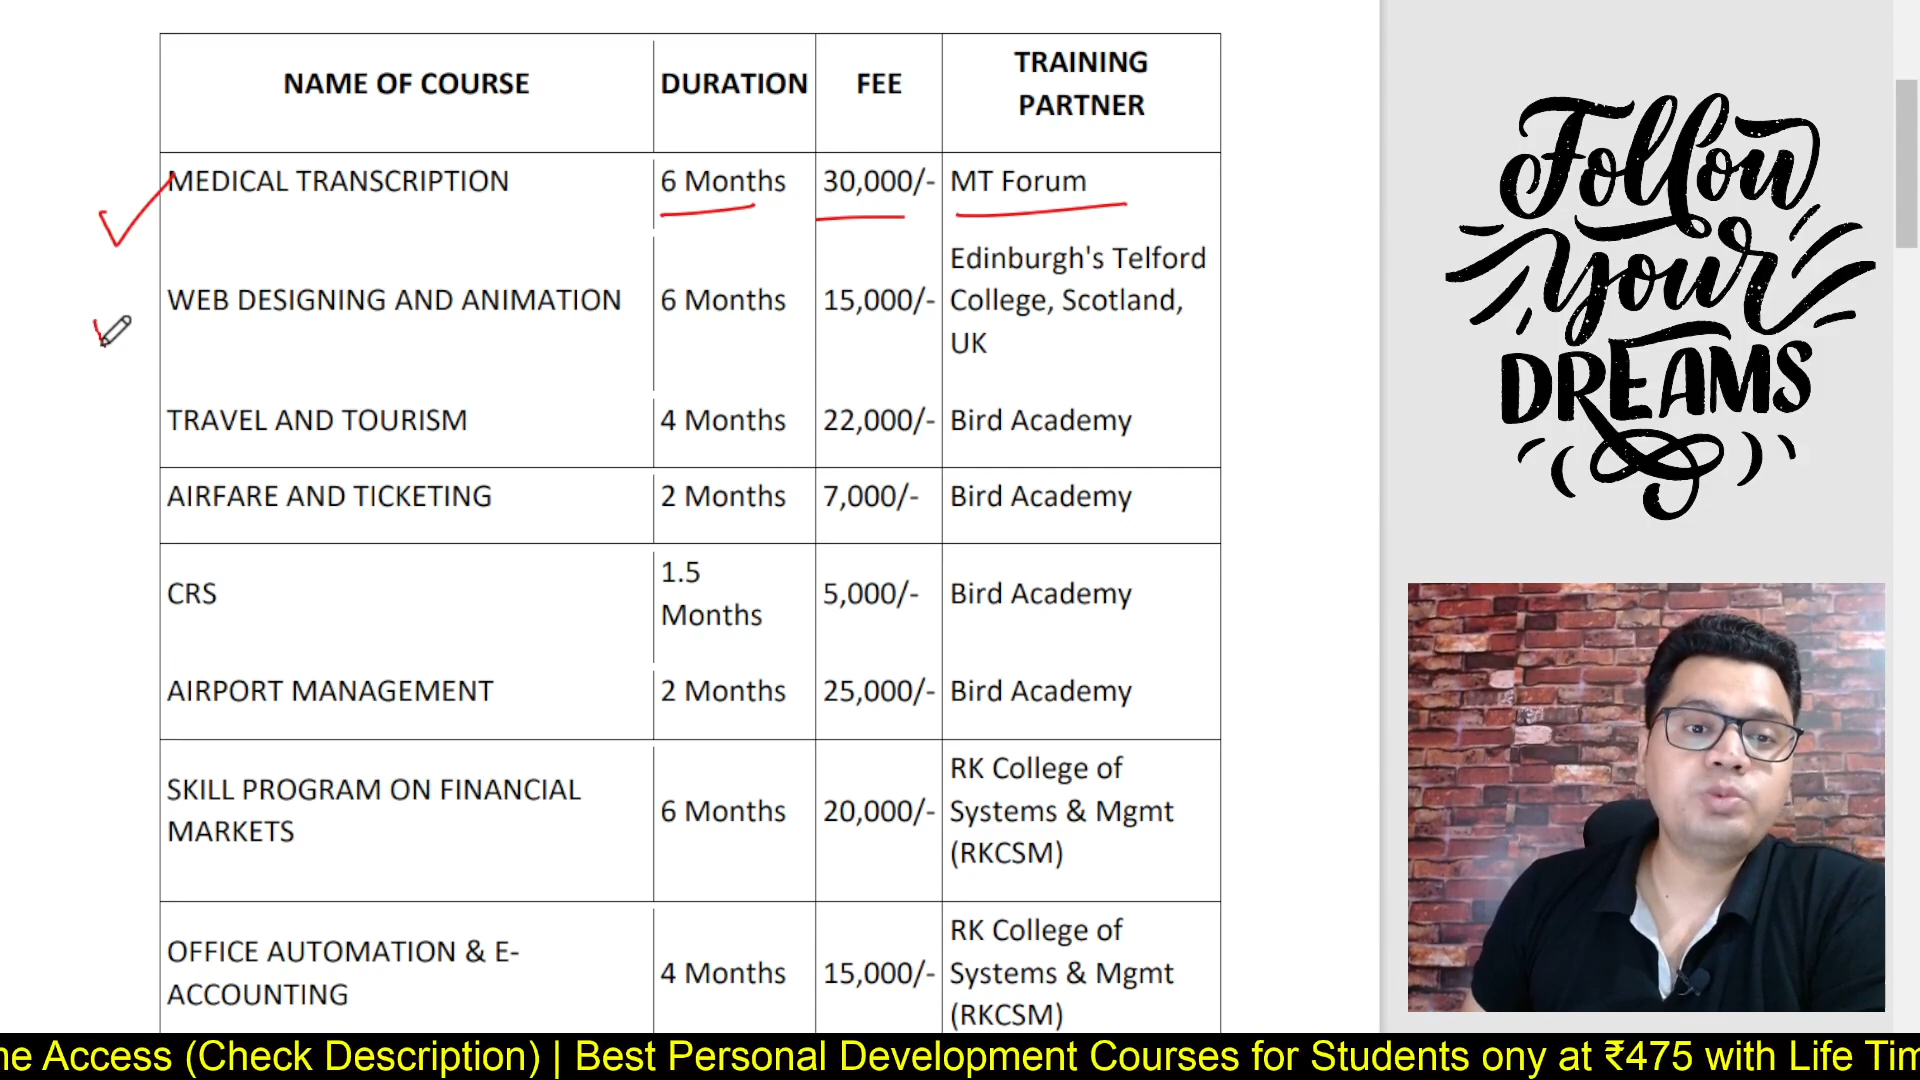 NAME OF COURSE
DURATION
FEE
TRAINING
PARTNER
MEDICAL TRANSCRIPTION
6 Months
30,000/-
MT Forum
WEB DESIGNING AND ANIMATION
6 Months
15,000/-
Edinburgh's Telford
College, Scotland,
UK
TRAVEL AND TOURISM
4 Months
22,000/-
Bird Academy
AIRFARE AND TICKETING
2 Months
7,000/-
Bird Academy
CRS
1.5
Months
5,000/-
Bird Academy
AIRPORT MANAGEMENT
2 Months
25,000/-
Bird Academy
SKILL PROGRAM ON FINANCIAL
MARKETS
6 Months
20,000/-
RK College of
Systems & Mgmt
(RKCSM)
OFFICE AUTOMATION & E-
ACCOUNTING
4 Months
15,000/-
RK College of
Systems & Mgmt
(RKCSM)
Follow
Your
DREAMS
ne Access (Check Description) | Best Personal Development Courses for Students ony at ₹475 with Life Tim